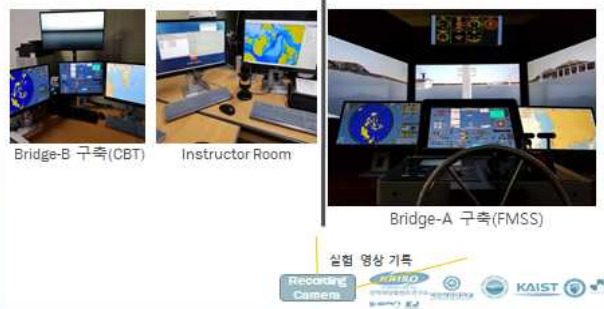 Bridge-B 구축(CBT)
Instructor Room
Bridge-A 구축(FMSS)
실험 영상 기록
Recording
Camera
KRISO
KAIST